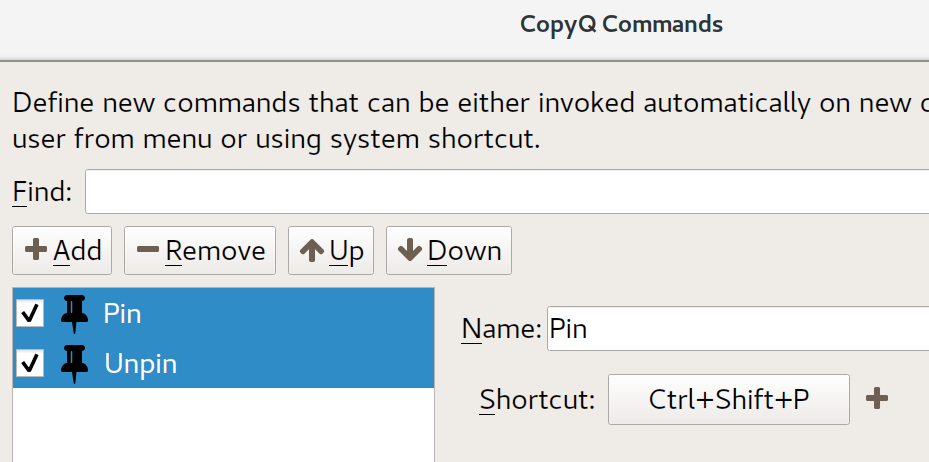 CopyQ Commands
Define new commands that can be either invoked automatically on new
user from menu or using system shortcut.
Find:
Add Remove Up Down
Pin
Unpin
Name: Pin
Shortcut: Ctrl+Shift+P